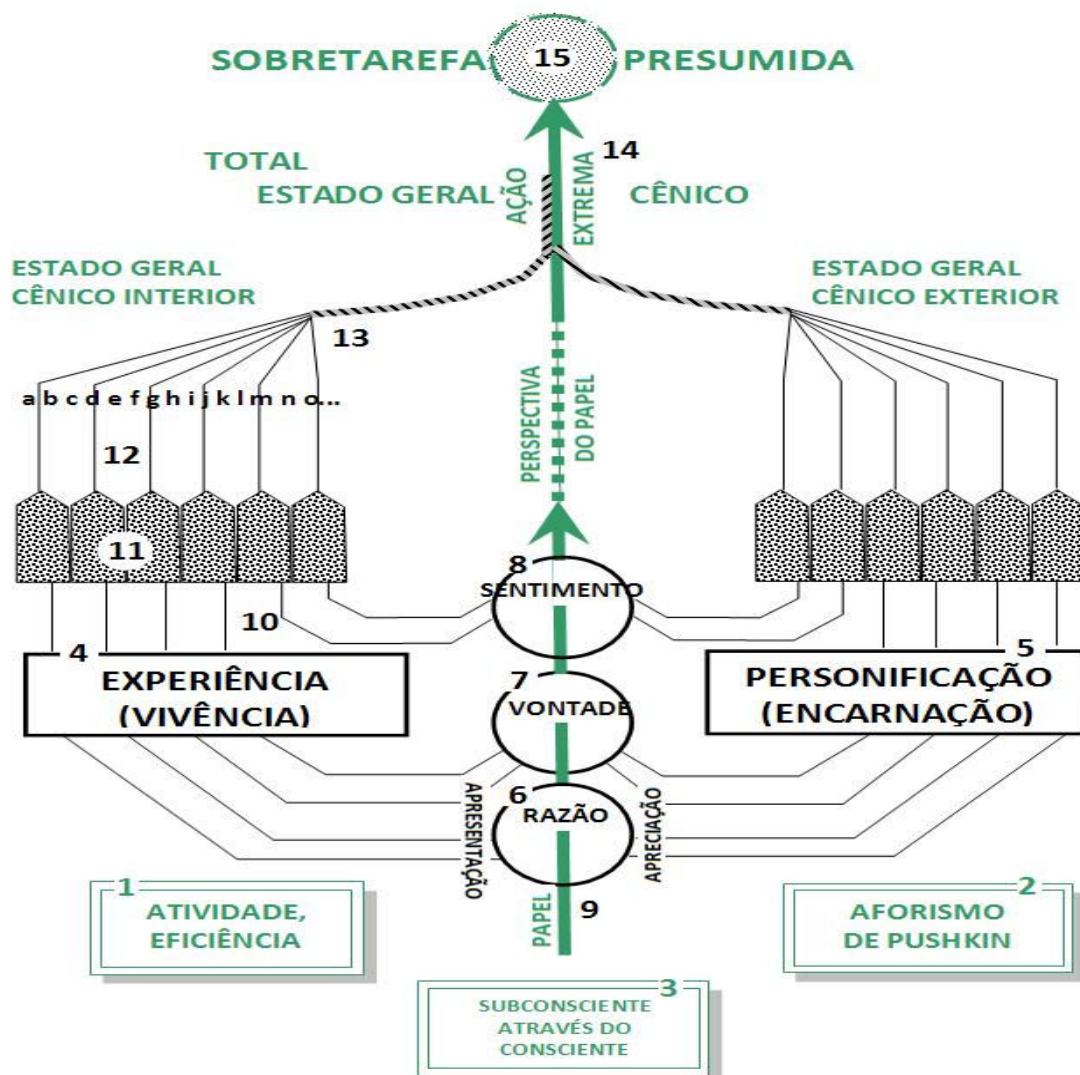 SOBRETAREFA 15 PRESUMIDA
14
TOTAL
ESTADO GERAL CÊNICO
AÇÃO
EXTREMA
ESTADO GERAL
CÊNICO INTERIOR
ESTADO GERAL
CÊNICO EXTERIOR
13
a b c d e f g h i j k l m n o...
PERSPECTIVA
DO PAPEL
12
11
8
SENTIMENTO
10
4
EXPERIÊNCIA
(VIVÊNCIA)
5
PERSONIFICAÇÃO
(ENCARNAÇÃO)
7
VONTADE
6
RAZÃO
APRESENTAÇÃO
APRECIAÇÃO
PAPEL
9
1
ATIVIDADE,
EFICIÊNCIA
2
AFORISMO
DE PUSHKIN
3
SUBCONSCIENTE
ATRAVÉS DO
CONSCIENTE